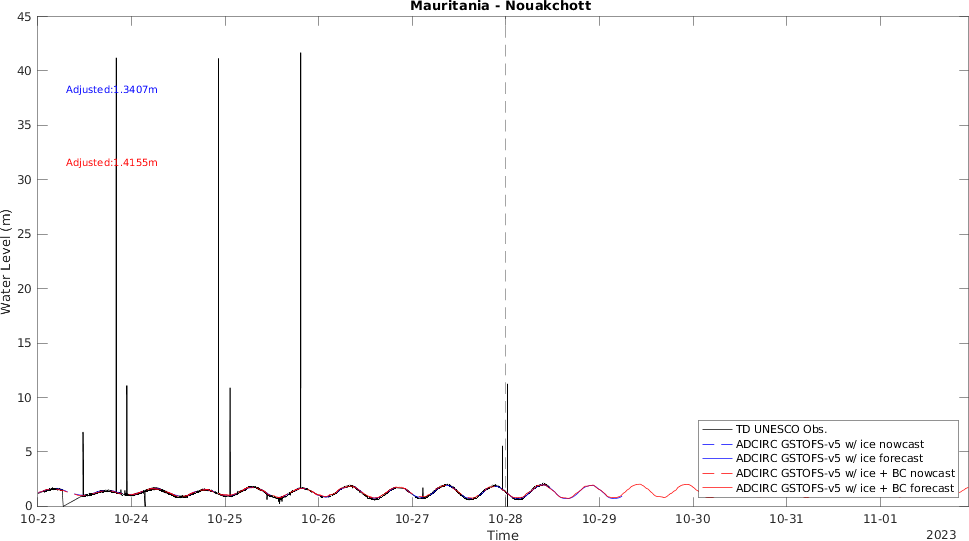 Mauritania - Nouakchott
45
40
35
30
25
20
15
10
5
0
Water Level (m)
Adjusted:1.3407m
Adjusted:1.4155m
TD UNESCO Obs.
ADCIRC GSTOFS-v5 w/ ice nowcast
ADCIRC GSTOFS-v5 w/ ice forecast
ADCIRC GSTOFS-v5 w/ ice + BC nowcast
ADCIRC GSTOFS-v5 w/ ice + BC forecast
10-23 10-24 10-25 10-26 10-27 10-28 10-29 10-30 10-31 11-01
Time
2023